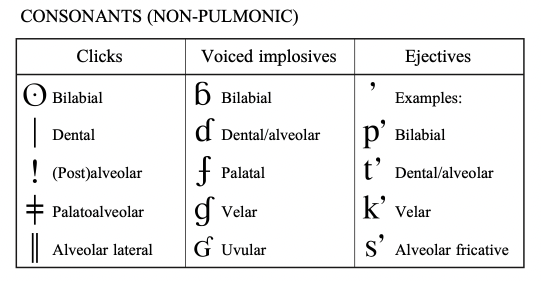 CONSONANTS (NON-PULMONIC)
Clicks Voiced implosives Ejectives
ʘ Bilabial ɓ Bilabial ʼ Examples:
ǀ Dental ɗ Dental/alveolar pʼ Bilabial
ǃ (Post)alveolar ʄ Palatal tʼ Dental/alveolar
ǂ Palatoalveolar ɠ Velar kʼ Velar
ǁ Alveolar lateral ʛ Uvular sʼ Alveolar fricative